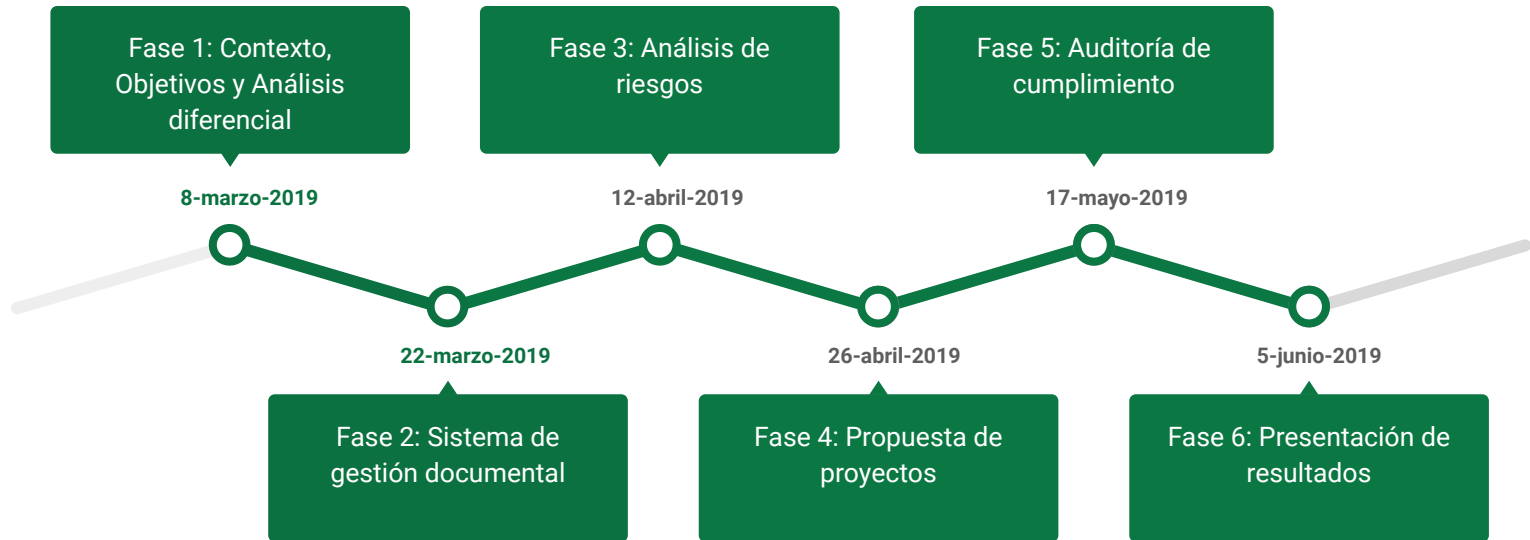 Fase 1: Contexto,
Objetivos y Análisis
diferencial
8-marzo-2019
22-marzo-2019
Fase 2: Sistema de
gestión documental
Fase 3: Análisis de
riesgos
12-abril-2019
26-abril-2019
Fase 4: Propuesta de
proyectos
Fase 5: Auditoría de
cumplimiento
17-mayo-2019
5-junio-2019
Fase 6: Presentación de
resultados